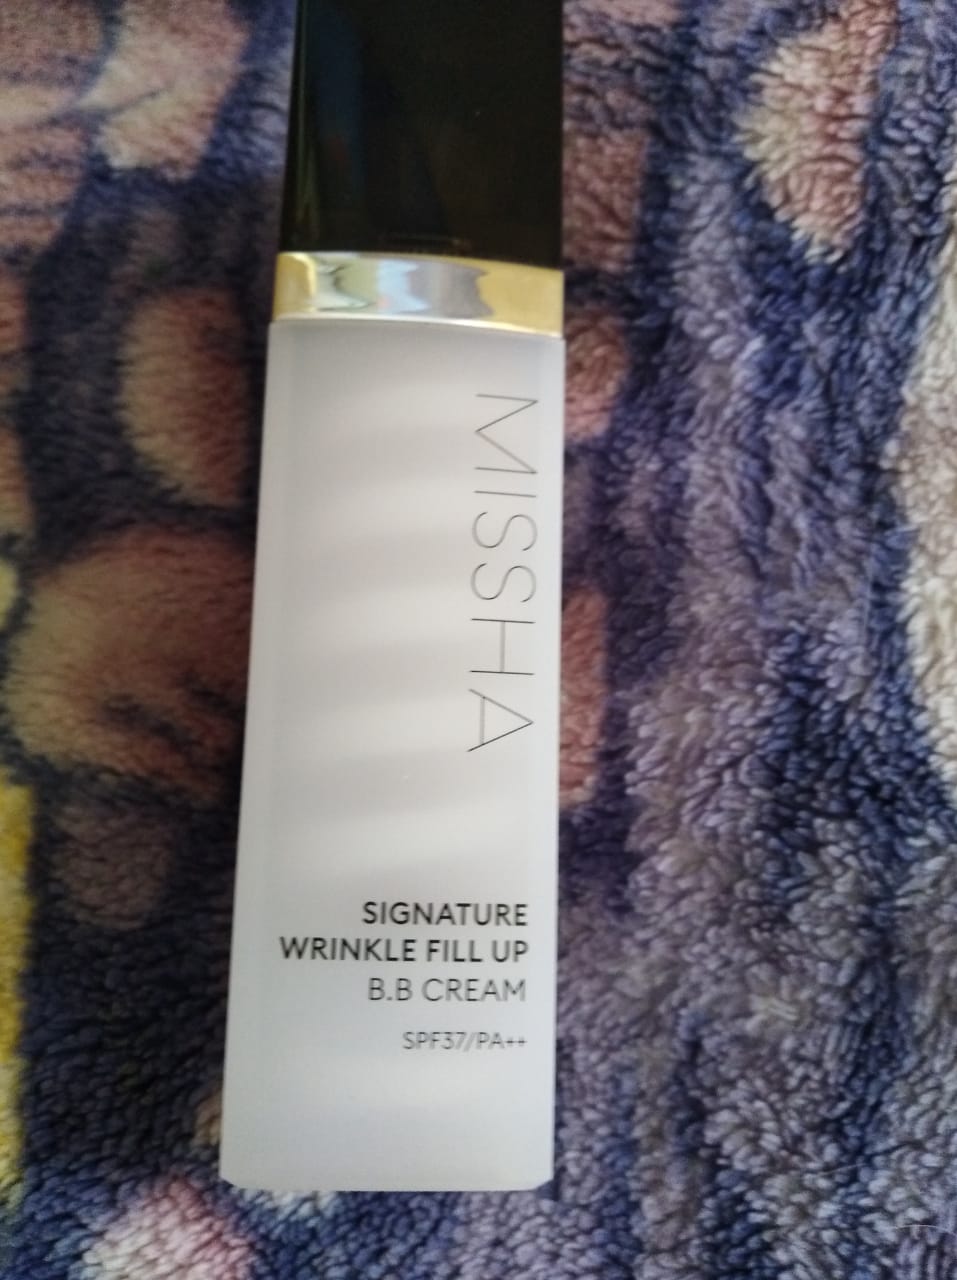 MISSHA
SIGNATURE
WRINKLE FILL UP
B.B CREAM
SPF37/PA++